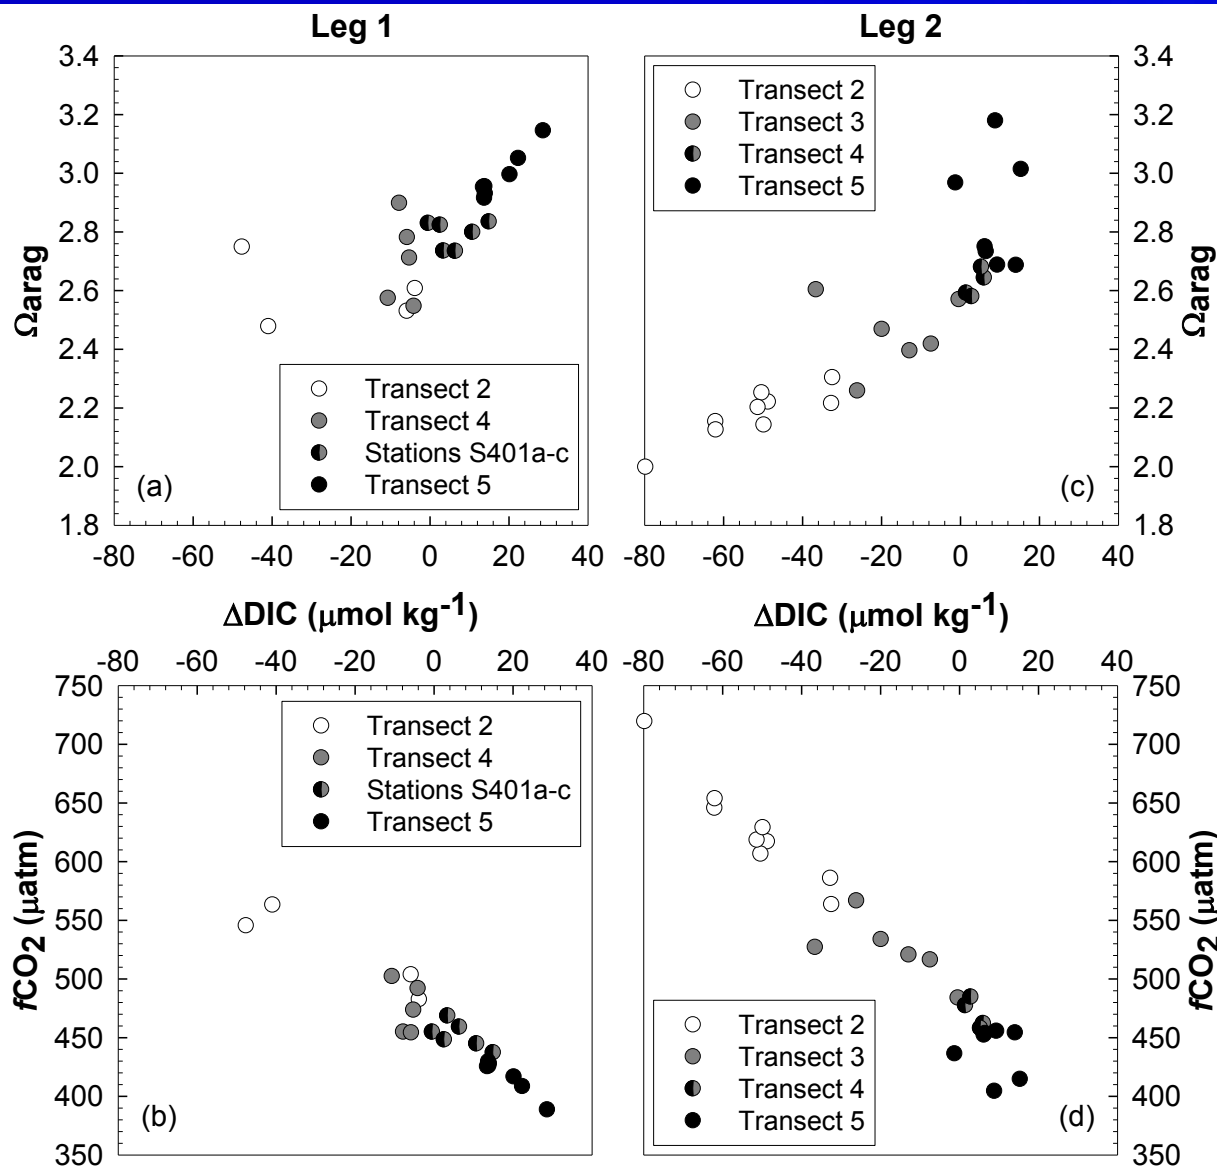 Leg 1
Leg 2
3.4
3.2
3.0
2.8
2.6
2.4
2.2
2.0
1.8
Ωarag
Transect 2
Transect 4
Stations S401a-c
Transect 5
(a)
-80 -60 -40 -20 0 20 40
Transect 2
Transect 3
Transect 4
Transect 5
(c)
3.4
3.2
3.0
2.8
2.6
2.4
2.2
2.0
1.8
Ωarag
-80 -60 -40 -20 0 20 40
ΔDIC (μmol kg-1)
ΔDIC (μmol kg-1)
-80 -60 -40 -20 0 20 40
-80 -60 -40 -20 0 20 40
750
700
650
600
550
500
450
400
350
fCO2 (μatm)
Transect 2
Transect 4
Stations S401a-c
Transect 5
(b)
Transect 2
Transect 3
Transect 4
Transect 5
(d)
750
700
650
600
550
500
450
400
350
fCO2 (μatm)